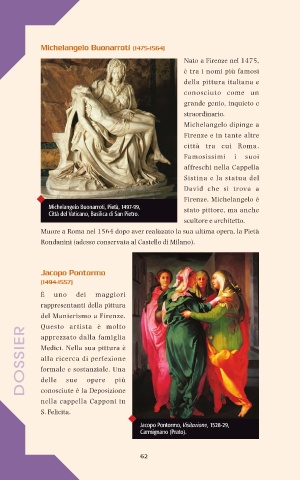 Michelangelo Buonarroti (1475-1564)
Nato a Firenze nel 1475,
è tra i nomi più famosi
della pittura italiana e
conosciuto come un
grande genio, inquieto e
straordinario.
Michelangelo dipinge a
Firenze e in tante altre
città tra cui Roma.
Famosissimi i suoi
affreschi nella Cappella
Sistina e la statua del
David che si trova a
Firenze. Michelangelo è
stato pittore, ma anche
scultore e architetto.
Michelangelo Buonarroti, Pietà, 1497-99,
Città del Vaticano, Basilica di San Pietro.
Muore a Roma nel 1564 dopo aver realizzato la sua ultima opera, la Pietà
Rondanini (adesso conservata al Castello di Milano).
Jacopo Pontormo
(1494-1557)
È uno dei maggiori
rappresentanti della pittura
del Manierismo a Firenze.
Questo artista è molto
apprezzato dalla famiglia
Medici. Nella sua pittura è
alla ricerca di perfezione
formale e sostanziale. Una
delle sue opere più
conosciute è la Deposizione
nella cappella Capponi in
S. Felicita.
Jacopo Pontormo, Visitazione, 1528-29,
Carmignano (Prato).
DOSSIER
62